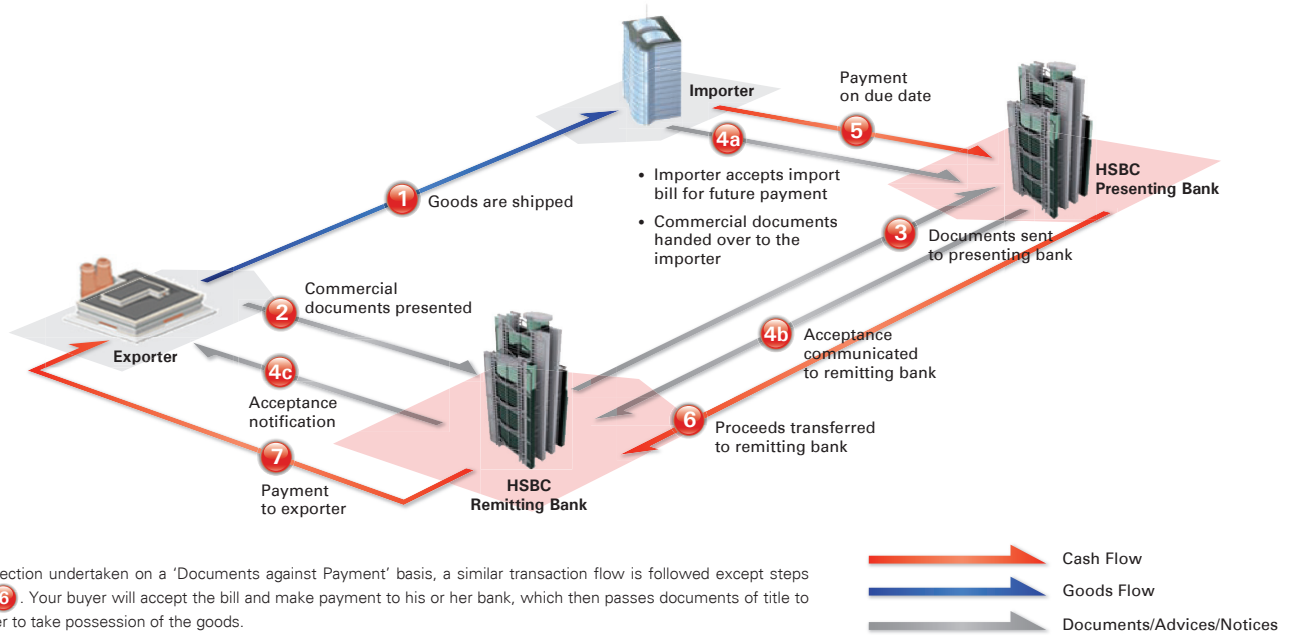 Importer
Payment
on due date
5
4a
HSBC
Presenting Bank
• Importer accepts import
bill for future payment
• Commercial documents
handed over to the
importer
1
Goods are shipped
3
Documents sent
to presenting bank
2
Commercial
documents presented
Exporter
4b
Acceptance
communicated
to remitting bank
4c
Acceptance
notification
6
Proceeds transferred
to remitting bank
7
Payment
to exporter
HSBC
Remitting Bank
ection undertaken on a ‘Documents against Payment’ basis, a similar transaction flow is followed except steps
6. Your buyer will accept the bill and make payment to his or her bank, which then passes documents of title to
er to take possession of the goods.
Cash Flow
Goods Flow
Documents/Advices/Notices